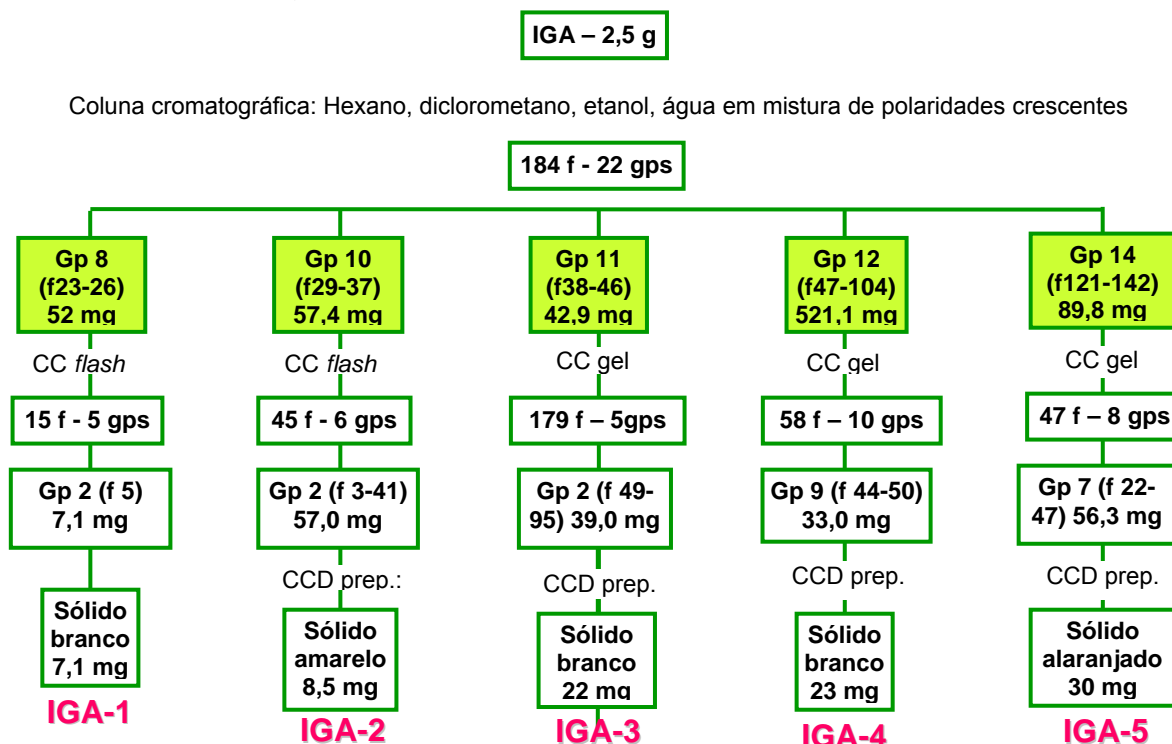 IGA – 2,5 g
Coluna cromatográfica: Hexano, diclorometano, etanol, água em mistura de polaridades crescentes
184 f - 22 gps
Gp 8
(f23-26)
52 mg
CC flash
15 f - 5 gps
Gp 2 (f 5)
7,1 mg
Sólido
branco
7,1 mg
IGA-1
Gp 10
(f29-37)
57,4 mg
CC flash
45 f - 6 gps
Gp 2 (f 3-41)
57,0 mg
CCD prep.:
Sólido
amarelo
8,5 mg
IGA-2
Gp 11
(f38-46)
42,9 mg
CC gel
179 f – 5gps
Gp 2 (f 49-
95) 39,0 mg
CCD prep.
Sólido
branco
22 mg
IGA-3
Gp 12
(f47-104)
521,1 mg
CC gel
58 f – 10 gps
Gp 9 (f 44-50)
33,0 mg
CCD prep.
Sólido
branco
23 mg
IGA-4
Gp 14
(f121-142)
89,8 mg
CC gel
47 f – 8 gps
Gp 7 (f 22-
47) 56,3 mg
CCD prep.
Sólido
alaranjado
30 mg
IGA-5